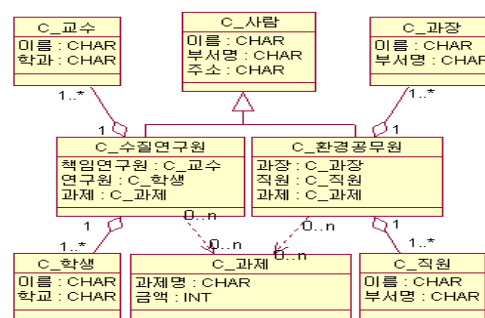 C_교수
이름 : CHAR
학과 : CHAR
C_사람
이름 : CHAR
부서명 : CHAR
주소 : CHAR
C_과장
이름 : CHAR
부서명 : CHAR
1..*
1..*
1
1
C_수질연구원
책임연구원 : C_교수
연구원 : C_학생
과제 : C_과제
C_환경공무원
과장 : C_과장
직원 : C_직원
과제 : C_과제
1
0..n
0..n
1
1..*
0..n
0..n
1..*
C_학생
이름 : CHAR
학교 : CHAR
C_과제
과제명 : CHAR
금액 : INT
C_직원
이름 : CHAR
부서명 : CHAR